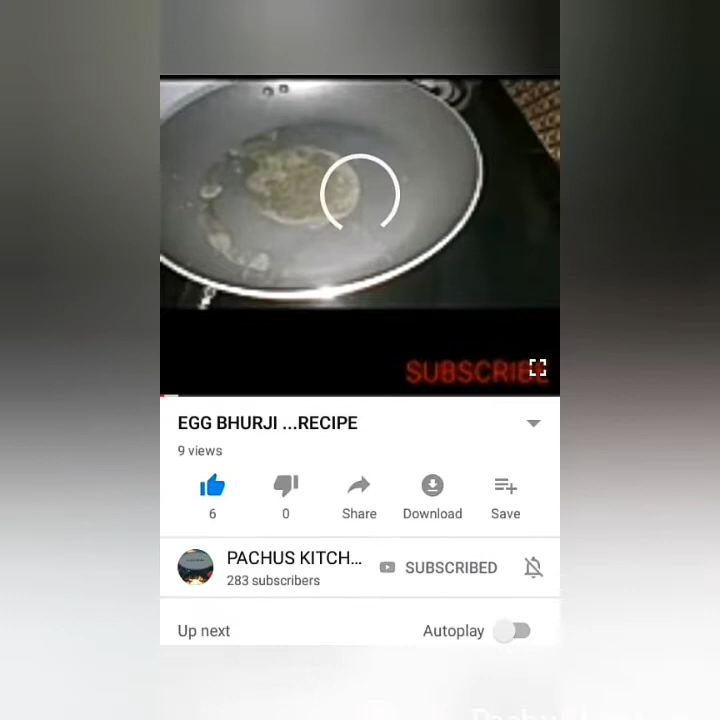 SUBSCRIBE
EGG BHURJI ...RECIPE
9 views
6
0
Share
Download
Save
PACHUS KITCH...
SUBSCRIBED
283 subscribers
Up next
Autoplay